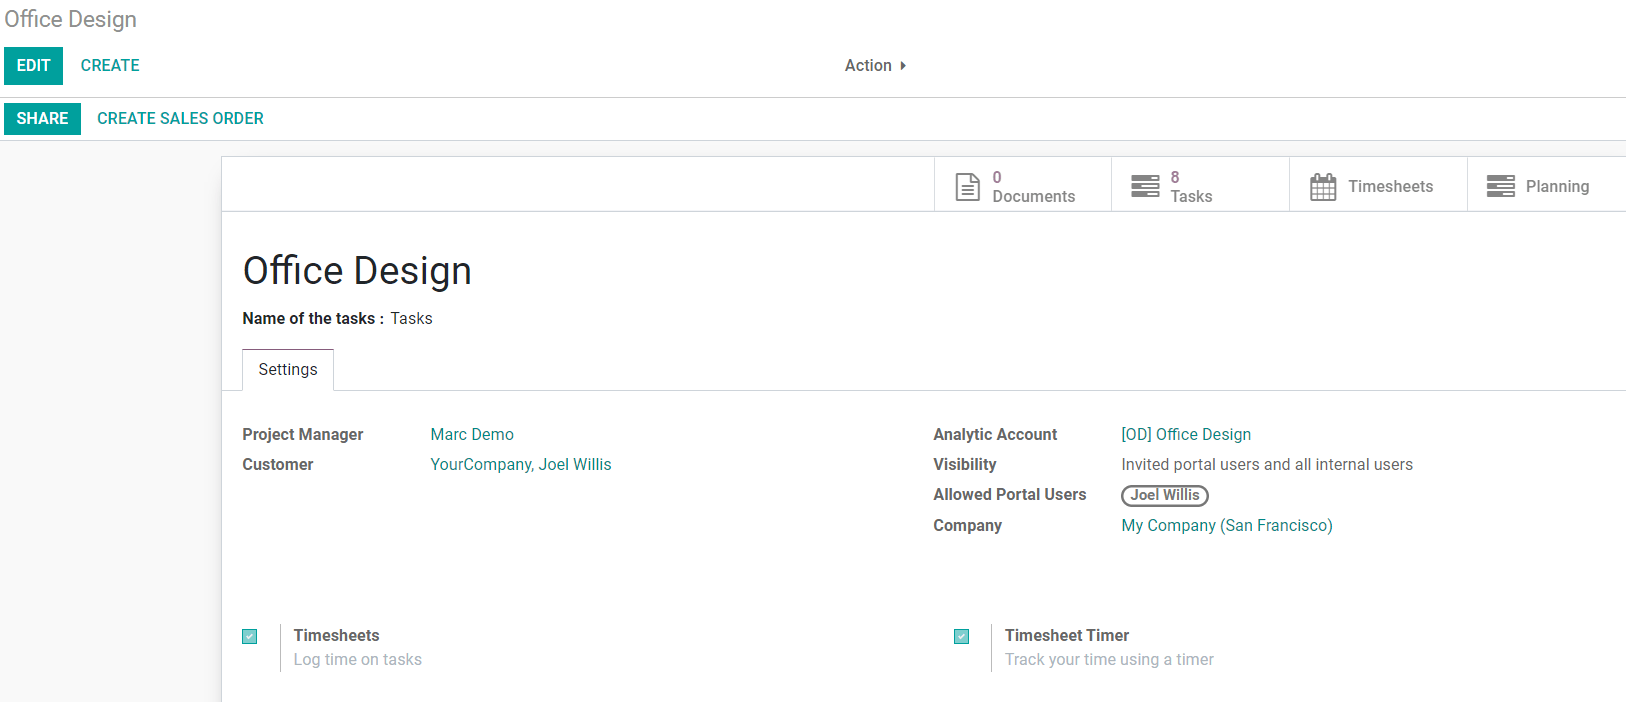 Office Design
EDIT CREATE Action
SHARE CREATE SALES ORDER
0 Documents
8 Tasks
Timesheets
Planning
Office Design
Name of the tasks : Tasks
Settings
Project Manager Marc Demo
Customer YourCompany, Joel Willis
Analytic Account [OD] Office Design
Visibility Invited portal users and all internal users
Allowed Portal Users Joel Willis
Company My Company (San Francisco)
Timesheets
Log time on tasks
Timesheet Timer
Track your time using a timer